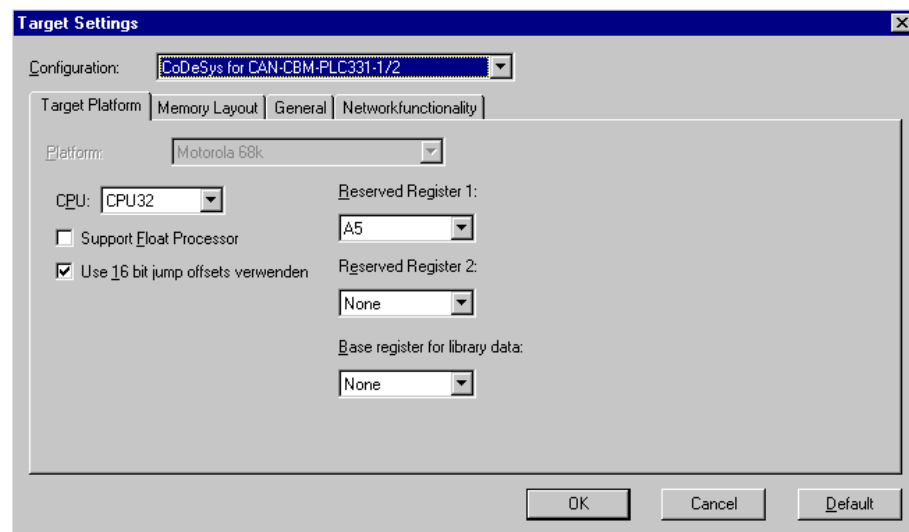 Target Settings
Configuration: CoDeSys for CAN-CBM-PLC331-1/2
Target Platform Memory Layout General Networkfunctionality
Platform: Motorola 68k
CPU: CPU32
Support Float Processor
Use 16 bit jump offsets verwenden
Reserved Register 1:
A5
Reserved Register 2:
None
Base register for library data:
None
OK Cancel Default